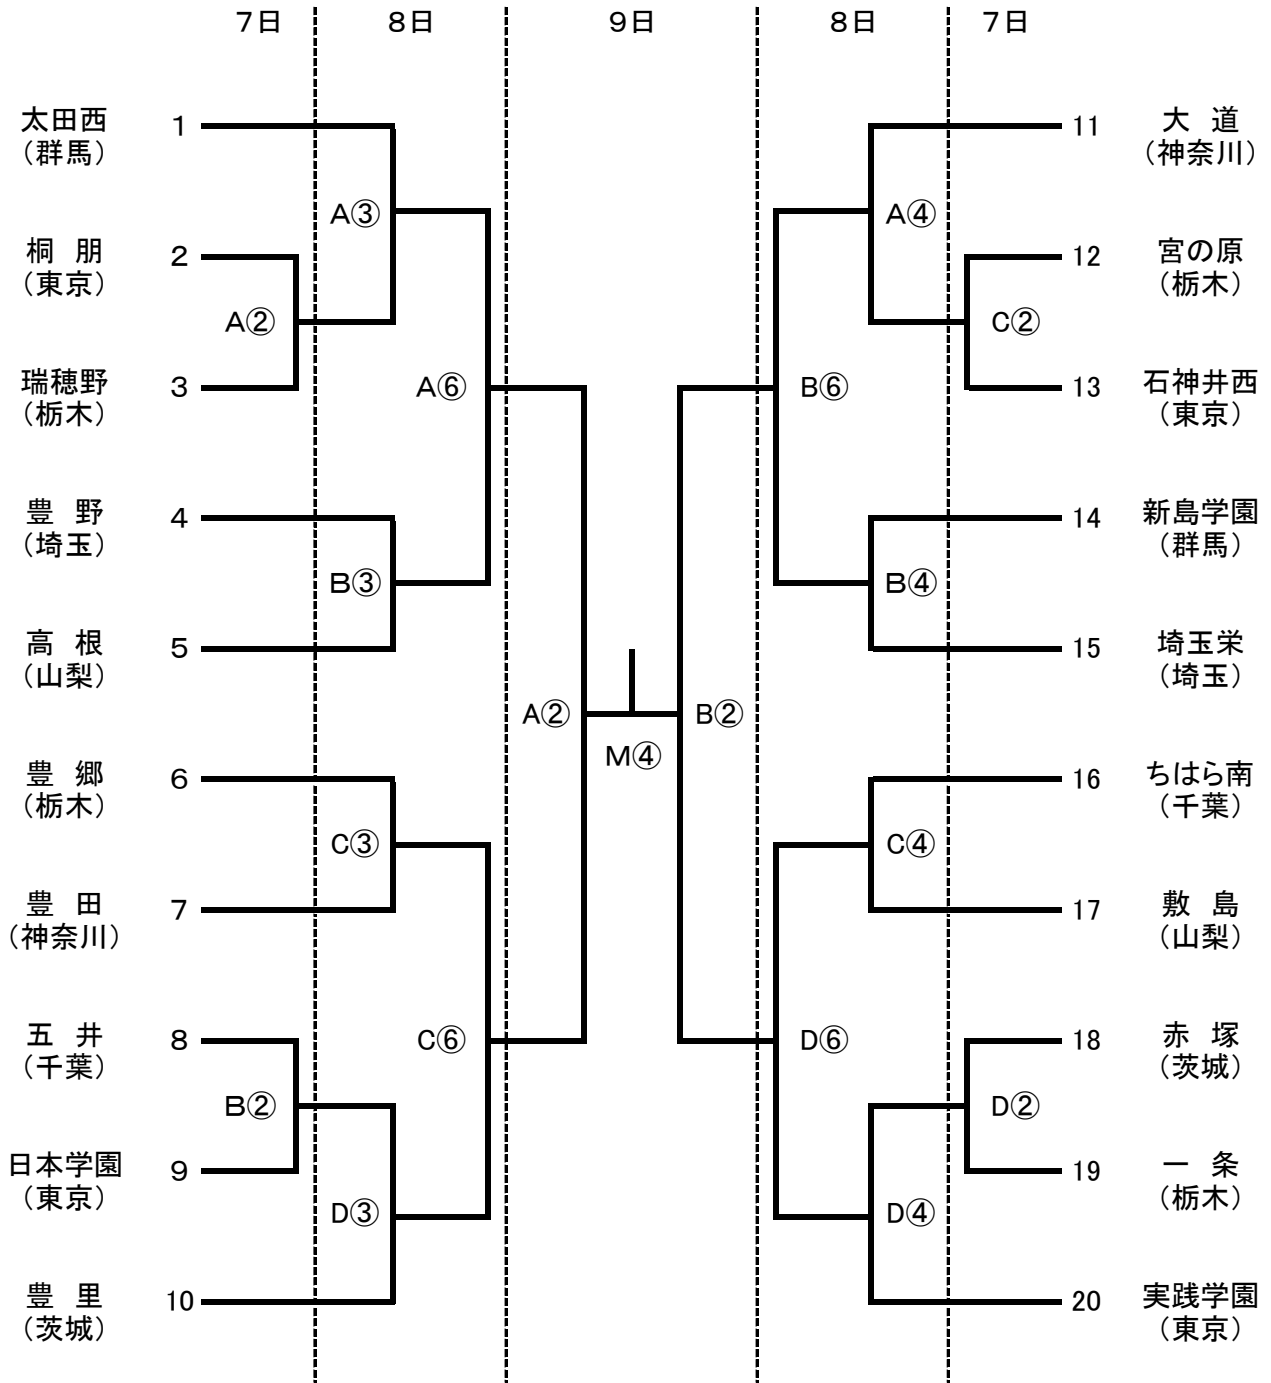 ７日 ８日 ９日 ８日 ７日
太田西 1 11 大 道
（群馬） （神奈川）
A③ A④
桐 朋 2 12 宮の原
（東京） （栃木）
A② C②
瑞穂野 3 A⑥ B⑥ 13 石神井西
（栃木） （東京）
豊 野 4 14 新島学園
（埼玉） （群馬）
B③ B④
高 根 5 15 埼玉栄
（山梨） （埼玉）
A② B②
M④
豊 郷 6 16 ちはら南
（栃木） （千葉）
C③ C④
豊 田 7 17 敷 島
（神奈川） （山梨）
五 井 8 C⑥ D⑥ 18 赤 塚
（千葉） （茨城）
B② D②
日本学園 9 19 一 条
（東京） （栃木）
D③ D④
豊 里 10 20 実践学園
（茨城） （東京）